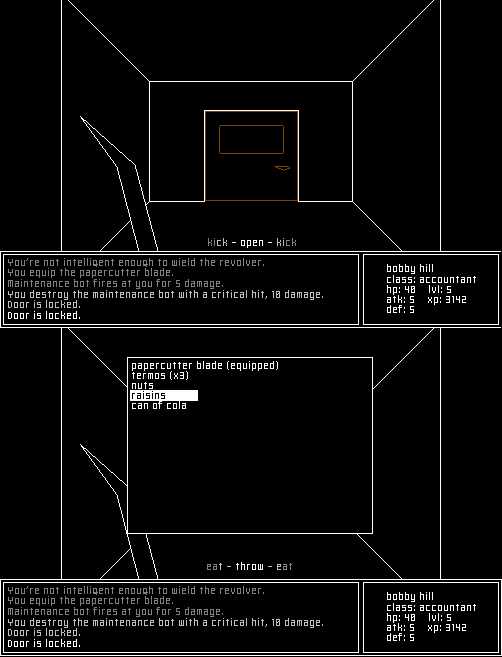 kick - open - kick
You're not intelligent enough to wield the revolver.
You equip the papercutter blade.
Maintenance bot fires at you for 5 damage.
You destroy the maintenance bot with a critical hit, 10 damage.
Door is locked.
Door is locked.
bobby hill
class: accountant
hp: 40 lvl: 5
atk: 5 xp: 3142
def: 5
papercutter blade (equipped)
termos (x3)
nuts
raisins
can of cola
eat - throw - eat
You're not intelligent enough to wield the revolver.
You equip the papercutter blade.
Maintenance bot fires at you for 5 damage.
You destroy the maintenance bot with a critical hit, 10 damage.
Door is locked.
Door is locked.
bobby hill
class: accountant
hp: 40 lvl: 5
atk: 5 xp: 3142
def: 5